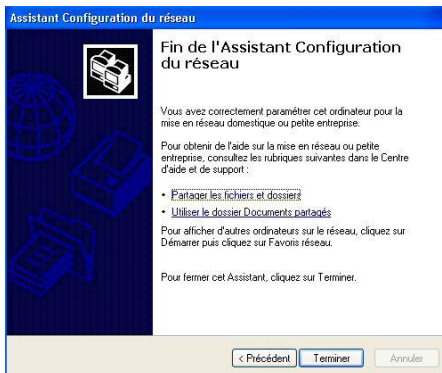 Assistant Configuration du réseau
Fin de l'Assistant Configuration
du réseau
Vous avez correctement paramétrer cet ordinateur pour la
mise en réseau domestique ou petite entreprise.
Pour obtenir de l'aide sur la mise en réseau ou petite
entreprise, consultez les rubriques suivantes dans le Centre
d'aide et de support :
• Partager les fichiers et dossiers
• Utiliser le dossier Documents partagés
Pour afficher d'autres ordinateurs sur le réseau, cliquez sur
Démarrer puis cliquez sur Favoris réseau.
Pour fermer cet Assistant, cliquez sur Terminer.
< Précédent
Terminer
Annuler